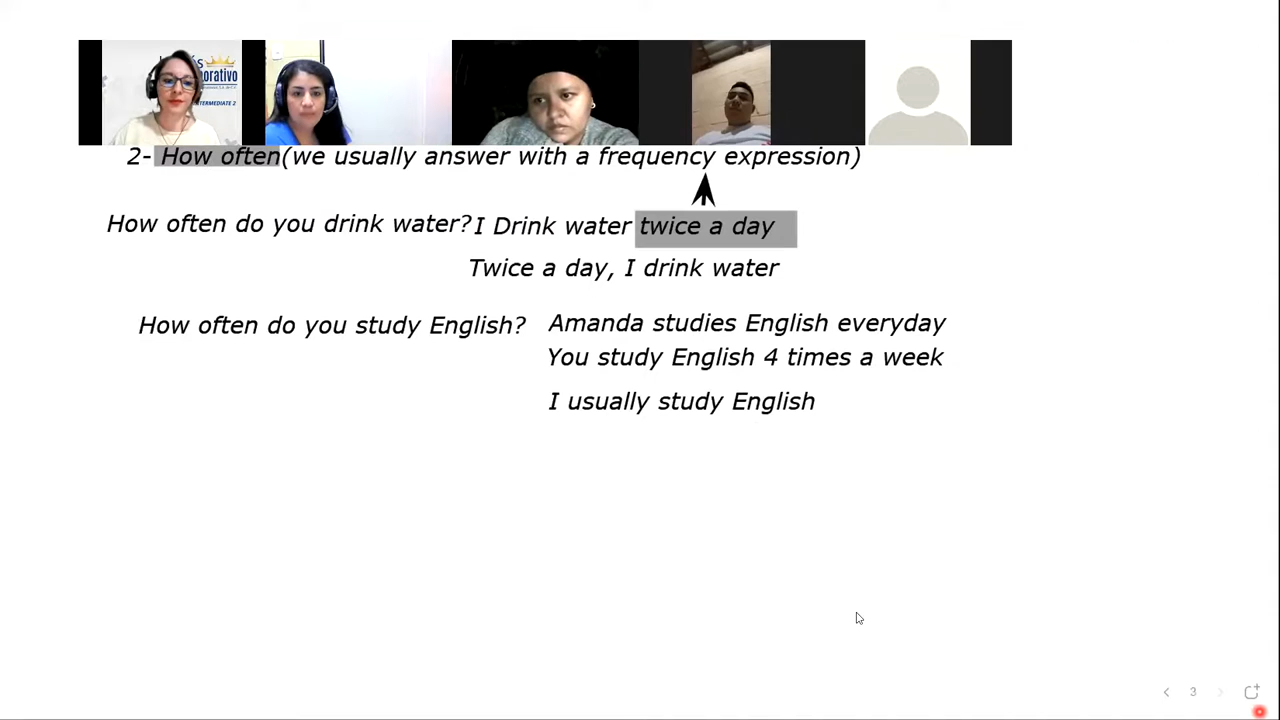 NTERMEDIATE 2
2- How often(we usually answer with a frequency expression)
How often do you drink water? I Drink water twice a day
Twice a day, I drink water
How often do you study English? Amanda studies English everyday
You study English 4 times a week
I usually study English
3